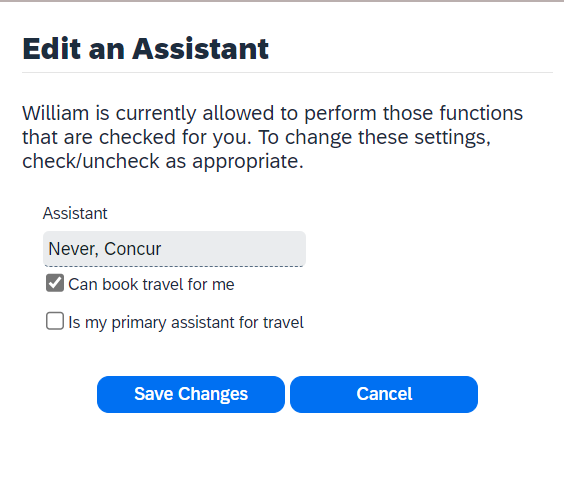 Edit an Assistant
William is currently allowed to perform those functions
that are checked for you. To change these settings,
check/uncheck as appropriate.
Assistant
Never, Concur
Can book travel for me
Is my primary assistant for travel
Save Changes
Cancel